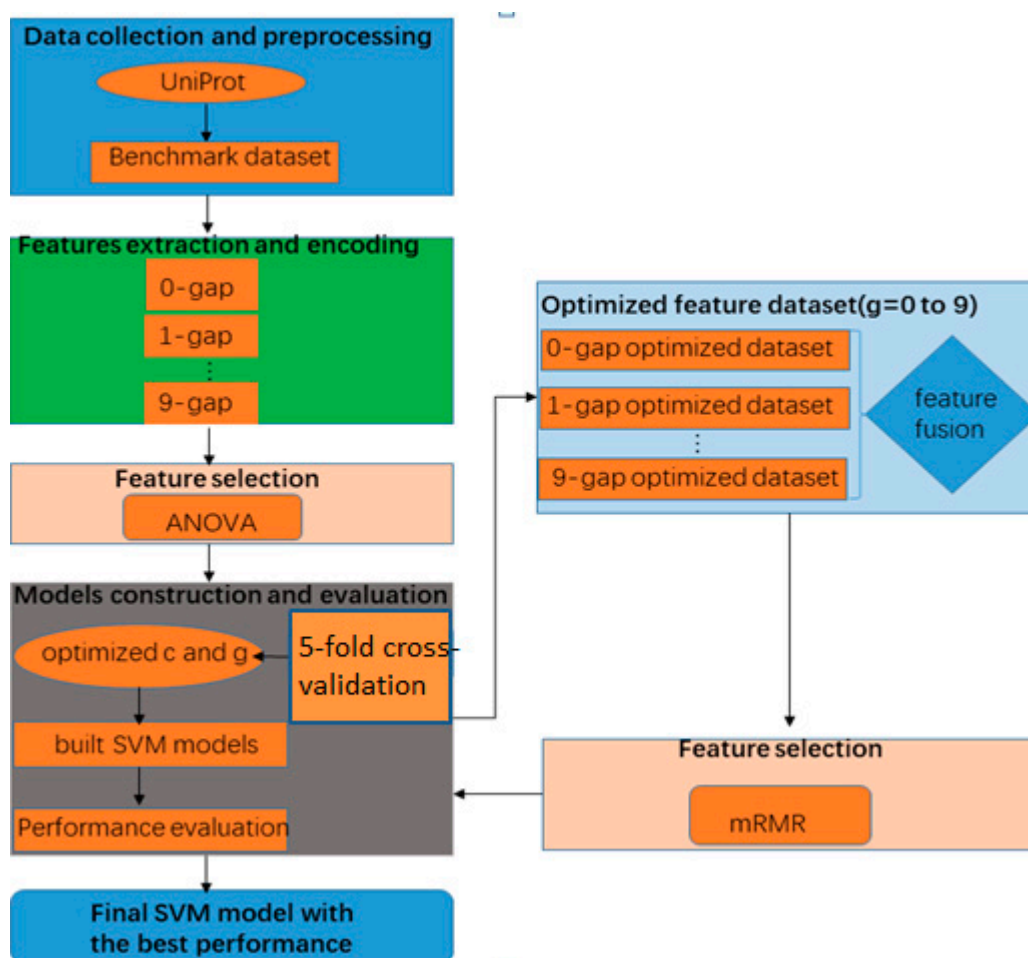 Data collection and preprocessing
UniProt
Benchmark dataset
Features extraction and encoding
0-gap
1-gap
⋮
9-gap
Feature selection
ANOVA
Models construction and evaluation
optimized c and g
5-fold cross-
validation
built SVM models
Performance evaluation
Final SVM model with
the best performance
Optimized feature dataset(g=0 to 9)
0-gap optimized dataset
1-gap optimized dataset
⋮
9-gap optimized dataset
feature
fusion
Feature selection
mRMR